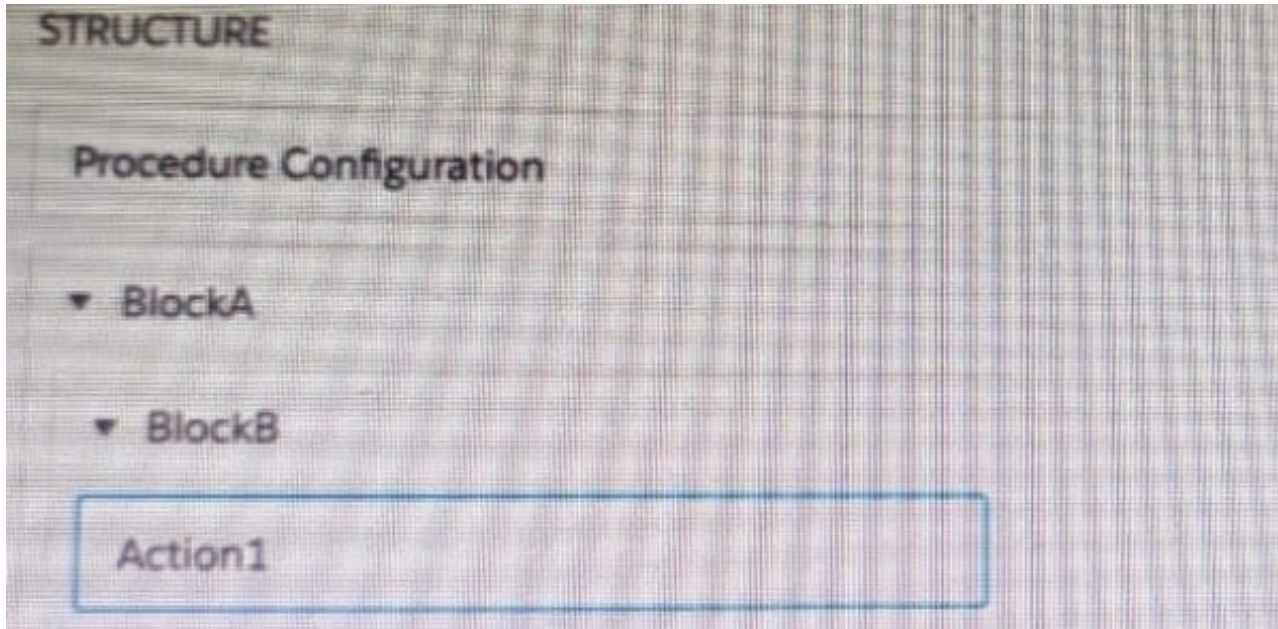 STRUCTURE
Procedure Configuration
BlockA
BlockB
Action1